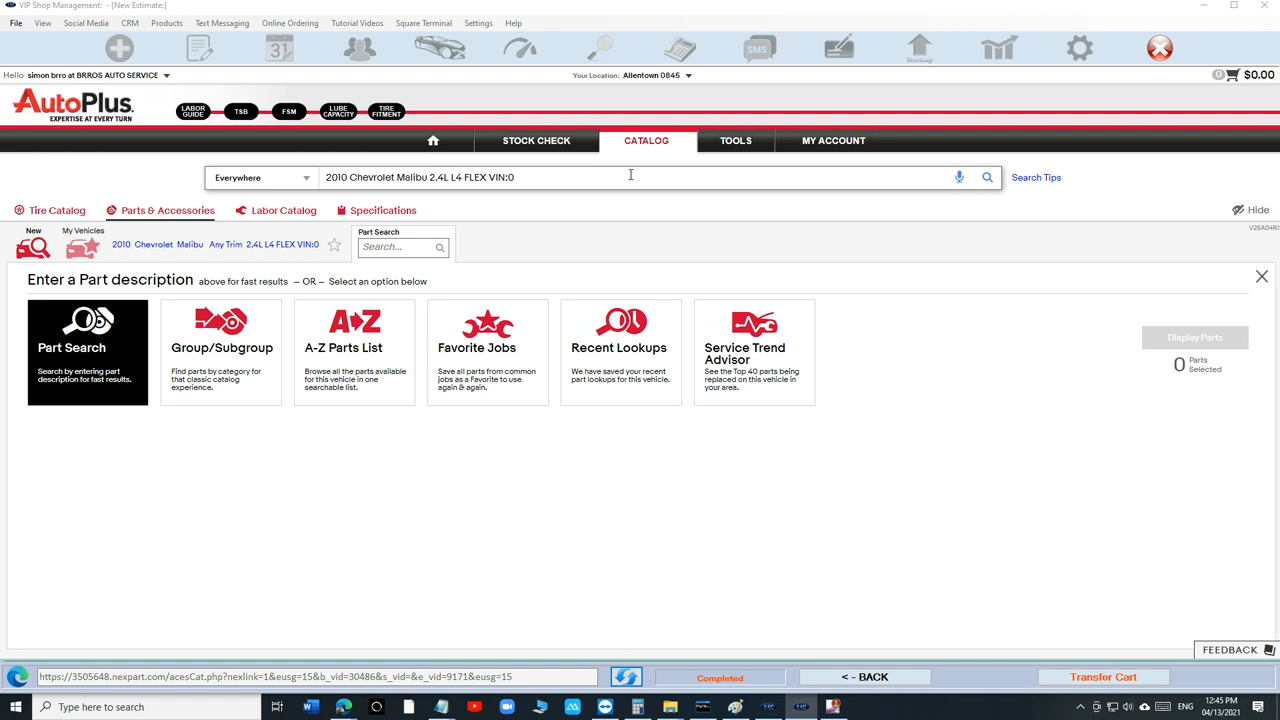 VIP Shop Management: - [New Estimate:]
File View Social Media CRM Products Text Messaging Online Ordering Tutorial Videos Square Terminal Settings Help
31
SMS
Backup
Hello simon brro at BRROS AUTO SERVICE
Your Location: Allentown 0845
0 $0.00
AutoPlus.
EXPERTISE AT EVERY TURN
LABOR GUIDE
TSB
FSM
LUBE CAPACITY
TIRE FITMENT
STOCK CHECK CATALOG TOOLS MY ACCOUNT
Everywhere 2010 Chevrolet Malibu 2.4L L4 FLEX VIN:0 Search Tips
Tire Catalog Parts & Accessories Labor Catalog Specifications Hide
New My Vehicles Part Search
2010 Chevrolet Malibu Any Trim 2.4L L4 FLEX VIN:0 Search...
Enter a Part description above for fast results – OR – Select an option below
Part Search
Search by entering part
description for fast results.
Group/Subgroup
Find parts by category for
that classic catalog
experience.
A Z
A-Z Parts List
Browse all the parts available
for this vehicle in one
searchable list.
Favorite Jobs
Save all parts from common
jobs as a Favorite to use
again & again.
Recent Lookups
We have saved your recent
part lookups for this vehicle.
Service Trend
Advisor
See the Top 40 parts being
replaced on this vehicle in
your area.
Display Parts
0 Parts
Selected
FEEDBACK
https://3505648.nexpart.com/acesCat.php?nexlink=1&eusg=15&b_vid=30486&s_vid=&e_vid=9171&eusg=15
Completed
< - BACK
Transfer Cart
Type here to search
ENG
12:45 PM
04/13/2021